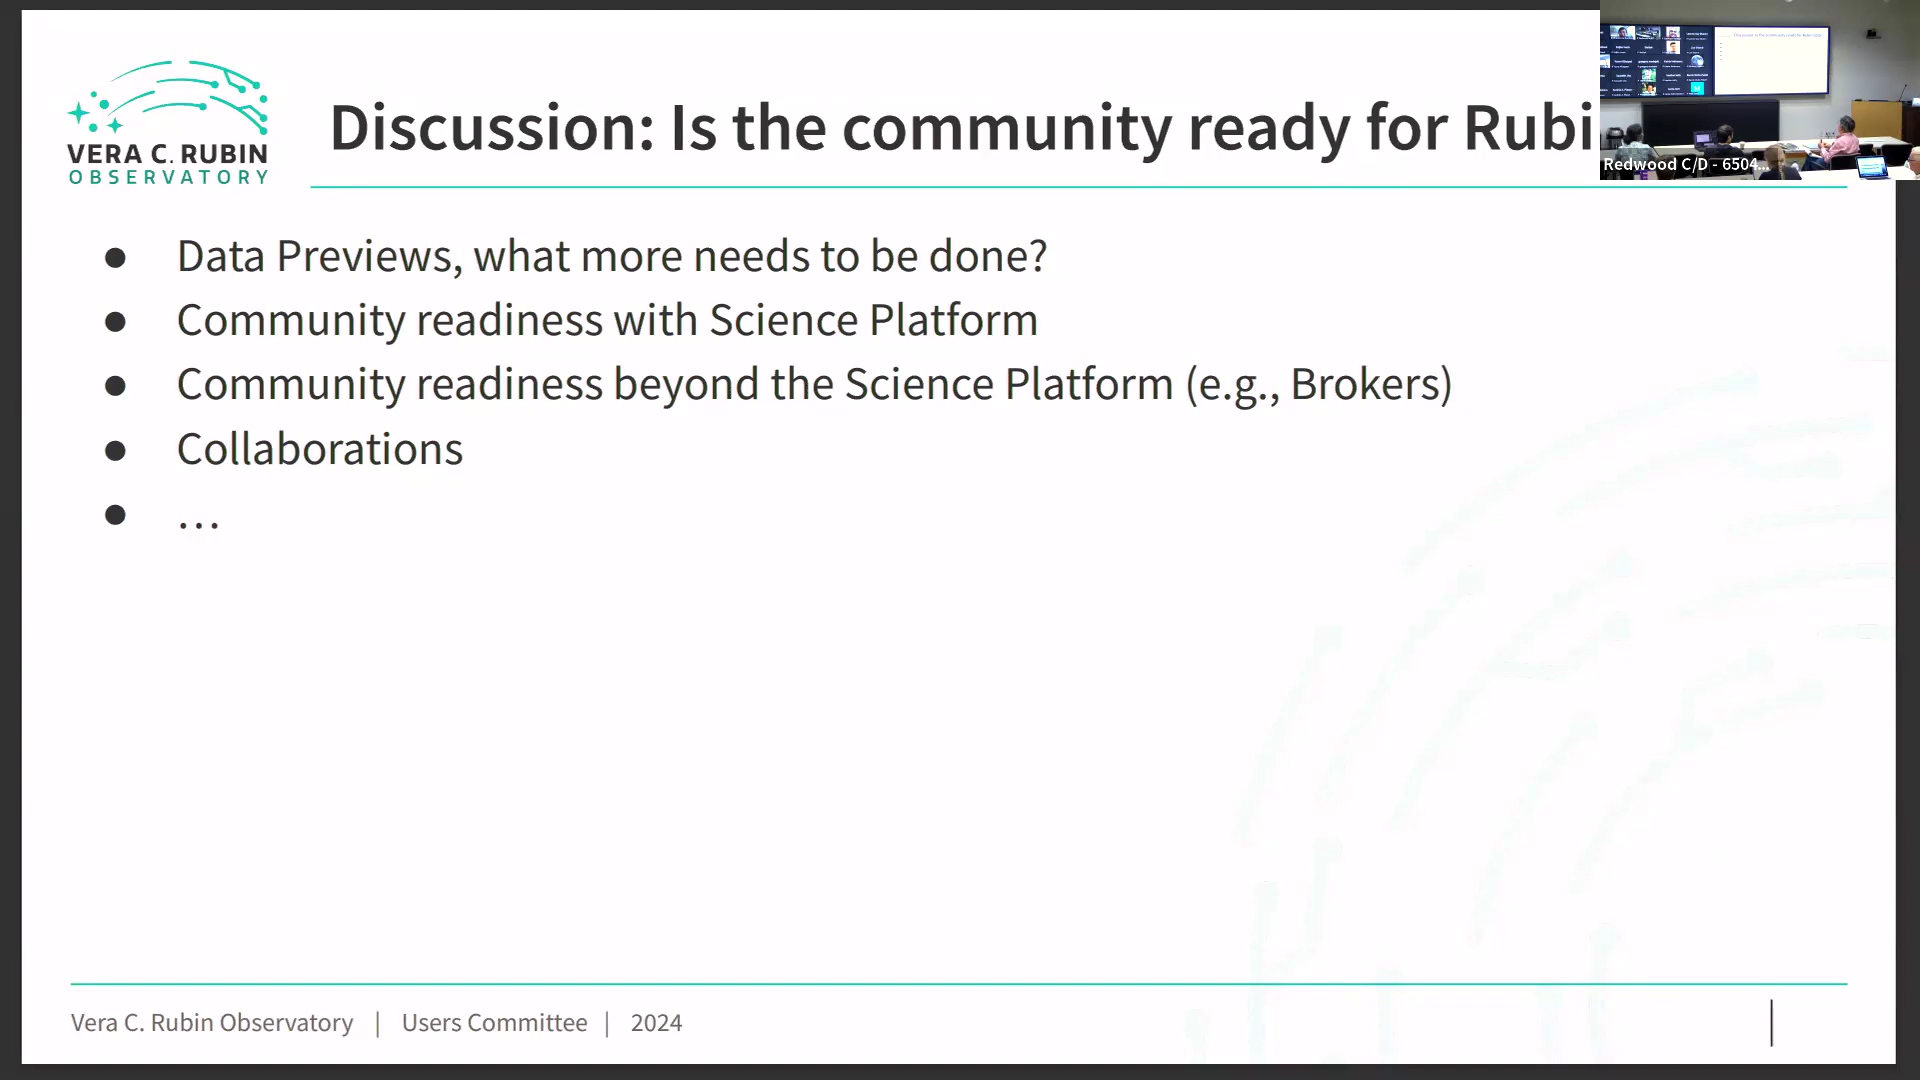 VERA C. RUBIN
OBSERVATORY
Discussion: Is the community ready for Rubi
Redwood C/D - 6504...
● Data Previews, what more needs to be done?
● Community readiness with Science Platform
● Community readiness beyond the Science Platform (e.g., Brokers)
● Collaborations
● …
Vera C. Rubin Observatory | Users Committee | 2024